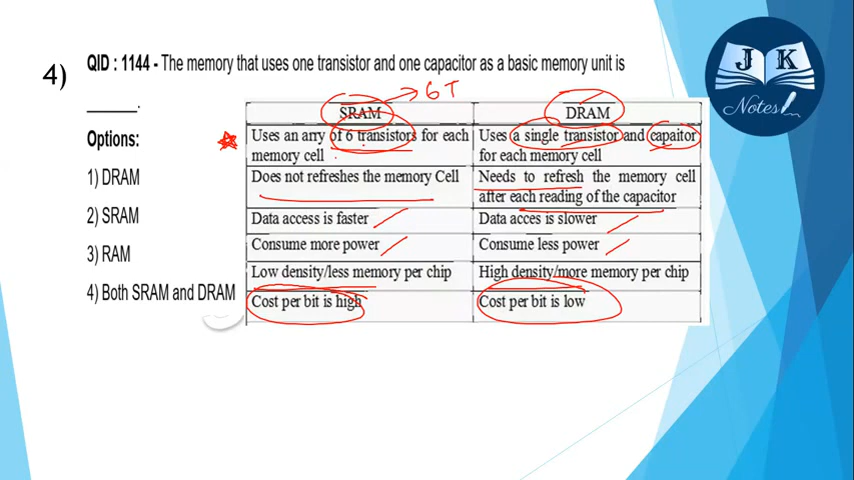 4)
QID : 1144 - The memory that uses one transistor and one capacitor as a basic memory unit is
______.
Options:
1) DRAM
2) SRAM
3) RAM
4) Both SRAM and DRAM
→ 6T
SRAM
DRAM
Uses an arry of 6 transistors for each
memory cell
Uses a single transistor and capaitor
for each memory cell
Does not refreshes the memory Cell
Needs to refresh the memory cell
after each reading of the capacitor
Data access is faster
Data acces is slower
Consume more power
Consume less power
Low density/less memory per chip
High density/more memory per chip
Cost per bit is high
Cost per bit is low
J K
Notes